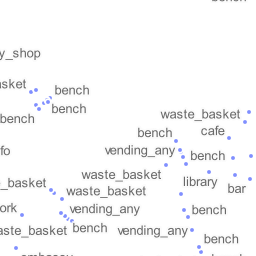 y_shop
sket
bench
bench
bench
waste_basket
cafe
bench
vending_any
bench
fo
waste_basket
library
_basket
waste_basket
bar
ork
vending_any
bench
aste_basket
bench
vending_any
bench